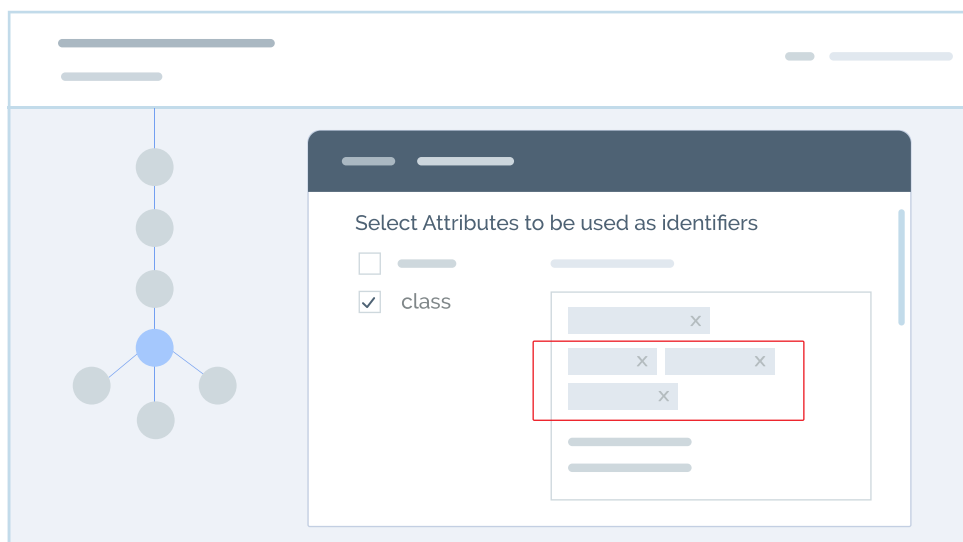 Select Attributes to be used as identifiers
class
x
x x
x